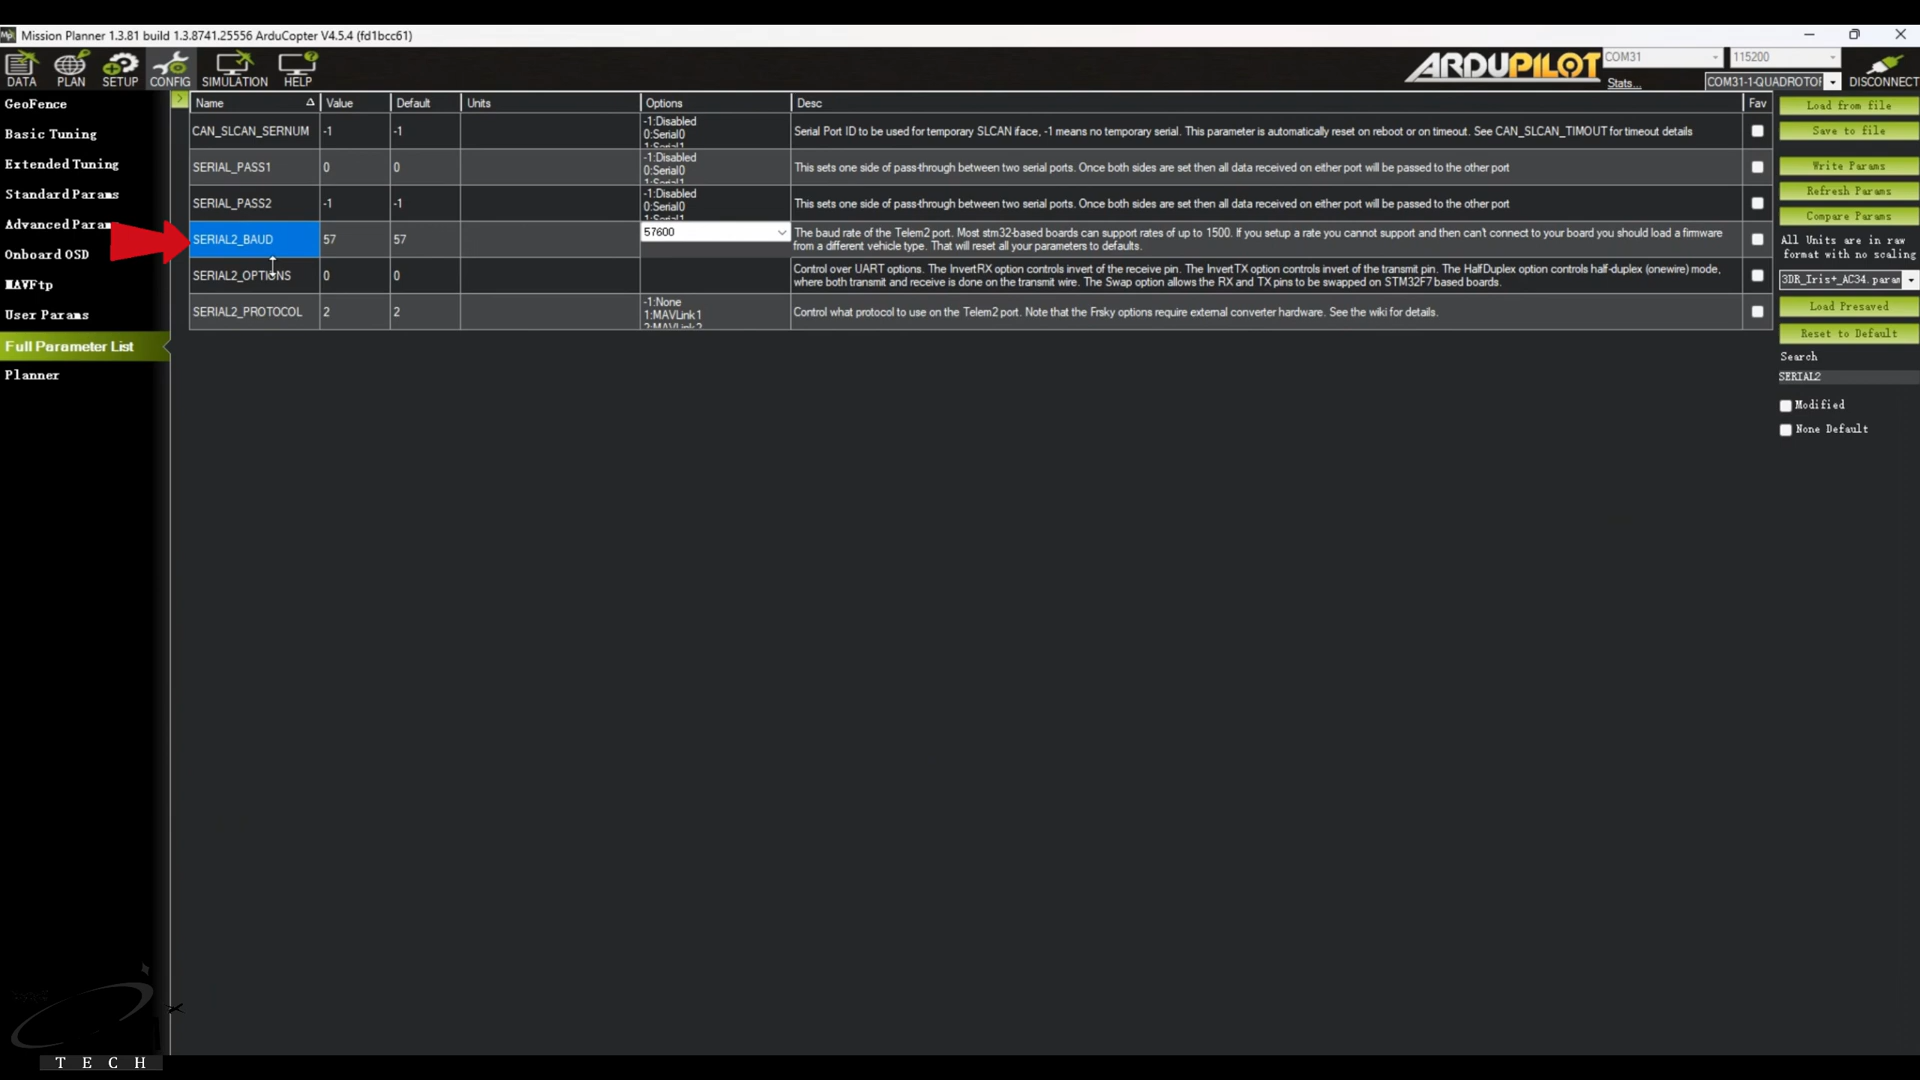 Mission Planner 1.3.81 build 1.3.8741.25556 ArduCopter V4.5.4 (fd1bcc61)
DATA PLAN SETUP CONFIG SIMULATION HELP
ARDUPILOT
COM31 115200
Stats... COM31-1-QUADROTOR DISCONNECT
GeoFence
Basic Tuning
Extended Tuning
Standard Params
Advanced Param
Onboard OSD
MAVFtp
User Params
Full Parameter List
Planner
Name Value Default Units Options Desc Fav
CAN_SLCAN_SERNUM -1 -1
-1:Disabled
0:Serial0
1:Serial1
Serial Port ID to be used for temporary SLCAN iface, -1 means no temporary serial. This parameter is automatically reset on reboot or on timeout. See CAN_SLCAN_TIMOUT for timeout details
SERIAL_PASS1 0 0
-1:Disabled
0:Serial0
1:Serial1
This sets one side of pass-through between two serial ports. Once both sides are set then all data received on either port will be passed to the other port
SERIAL_PASS2 -1 -1
-1:Disabled
0:Serial0
1:Serial1
This sets one side of pass-through between two serial ports. Once both sides are set then all data received on either port will be passed to the other port
SERIAL2_BAUD 57 57
57600
The baud rate of the Telem2 port. Most stm32-based boards can support rates of up to 1500. If you setup a rate you cannot support and then can't connect to your board you should load a firmware
from a different vehicle type. That will reset all your parameters to defaults.
SERIAL2_OPTIONS 0 0
Control over UART options. The InvertRX option controls invert of the receive pin. The InvertTX option controls invert of the transmit pin. The HalfDuplex option controls half-duplex (onewire) mode,
where both transmit and receive is done on the transmit wire. The Swap option allows the RX and TX pins to be swapped on STM32F7 based boards.
SERIAL2_PROTOCOL 2 2
-1:None
1:MAVLink1
2:MAVLink2
Control what protocol to use on the Telem2 port. Note that the Frsky options require external converter hardware. See the wiki for details.
Load from file
Save to file
Write Params
Refresh Params
Compare Params
All Units are in raw
format with no scaling
3DR_Iris+_AC34.param
Load Presaved
Reset to Default
Search
SERIAL2
Modified
None Default
TECH